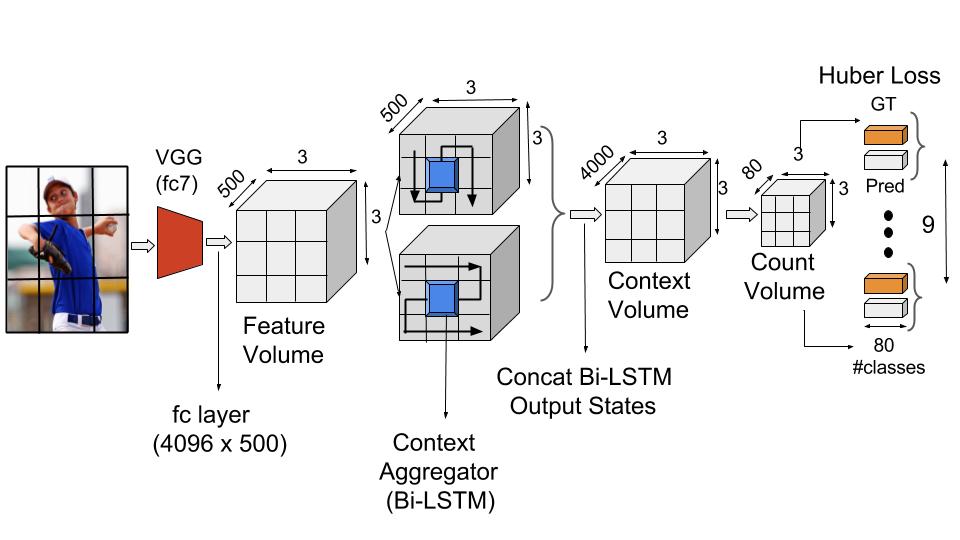 Huber Loss
GT
Pred
9
80
#classes
VGG
(fc7)
500
3
3
Feature
Volume
fc layer
(4096 x 500)
500
3
3
Context
Aggregator
(Bi-LSTM)
Concat Bi-LSTM
Output States
4000
3
3
Context
Volume
80
3
3
Count
Volume